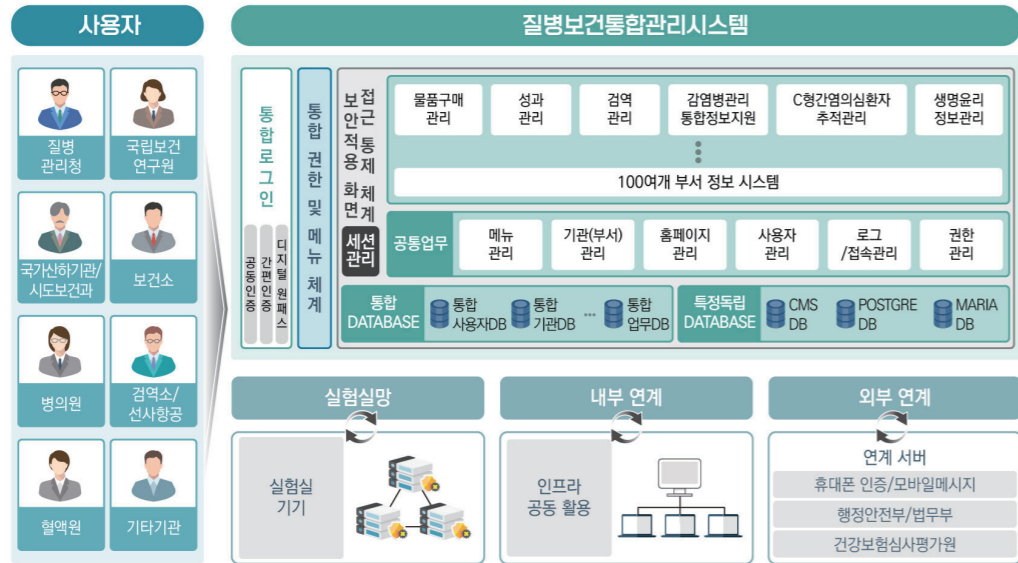 사용자
질병
관리청
국립보건
연구원
국가산하기관/
시도보건과
보건소
병의원
검역소/
선사항공
혈액원
기타기관
질병보건통합관리시스템
통합로그인
공동인증
간편인증
디지털 원패스
통합 권한 및 메뉴 체계
접근 통제 체계
보안적용 화면
세션
관리
물품구매
관리
성과
관리
검역
관리
감염병관리
통합정보지원
C형간염의심환자
추적관리
생명윤리
정보관리
100여개 부서 정보 시스템
공통업무
메뉴
관리
기관(부서)
관리
홈페이지
관리
사용자
관리
로그
/접속관리
권한
관리
통합
DATABASE
통합
사용자DB
통합
기관DB
...
통합
업무DB
특정독립
DATABASE
CMS
DB
POSTGRE
DB
MARIA
DB
실험실망
실험실
기기
내부 연계
인프라
공동 활용
외부 연계
연계 서버
휴대폰 인증/모바일메시지
행정안전부/법무부
건강보험심사평가원